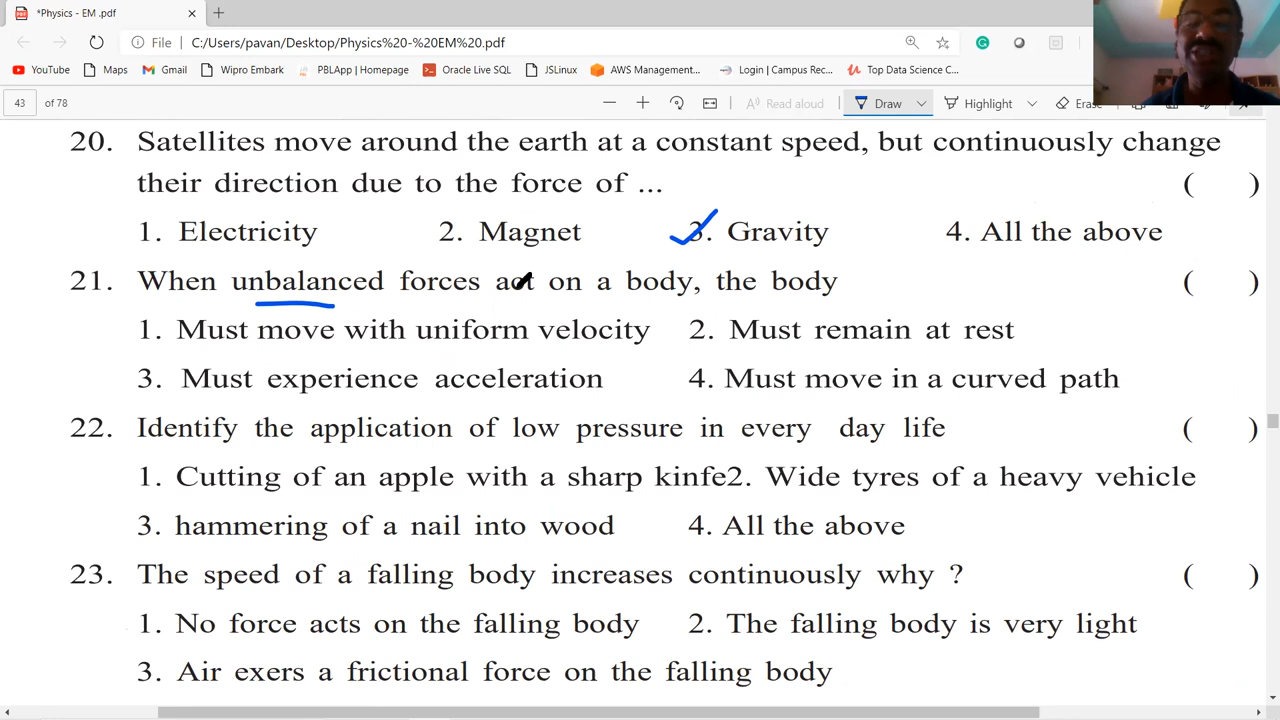 *Physics - EM .pdf
File C:/Users/pavan/Desktop/Physics%20-%20EM%20.pdf
YouTube Maps Gmail Wipro Embark PBLApp | Homepage Oracle Live SQL JSLinux AWS Management... Login | Campus Rec... Top Data Science C...
43 of 78 Read aloud Draw Highlight Erase
20. Satellites move around the earth at a constant speed, but continuously change
their direction due to the force of ... ( )
1. Electricity 2. Magnet 3. Gravity 4. All the above
21. When unbalanced forces act on a body, the body ( )
1. Must move with uniform velocity 2. Must remain at rest
3. Must experience acceleration 4. Must move in a curved path
22. Identify the application of low pressure in every day life ( )
1. Cutting of an apple with a sharp kinfe2. Wide tyres of a heavy vehicle
3. hammering of a nail into wood 4. All the above
23. The speed of a falling body increases continuously why ? ( )
1. No force acts on the falling body 2. The falling body is very light
3. Air exers a frictional force on the falling body